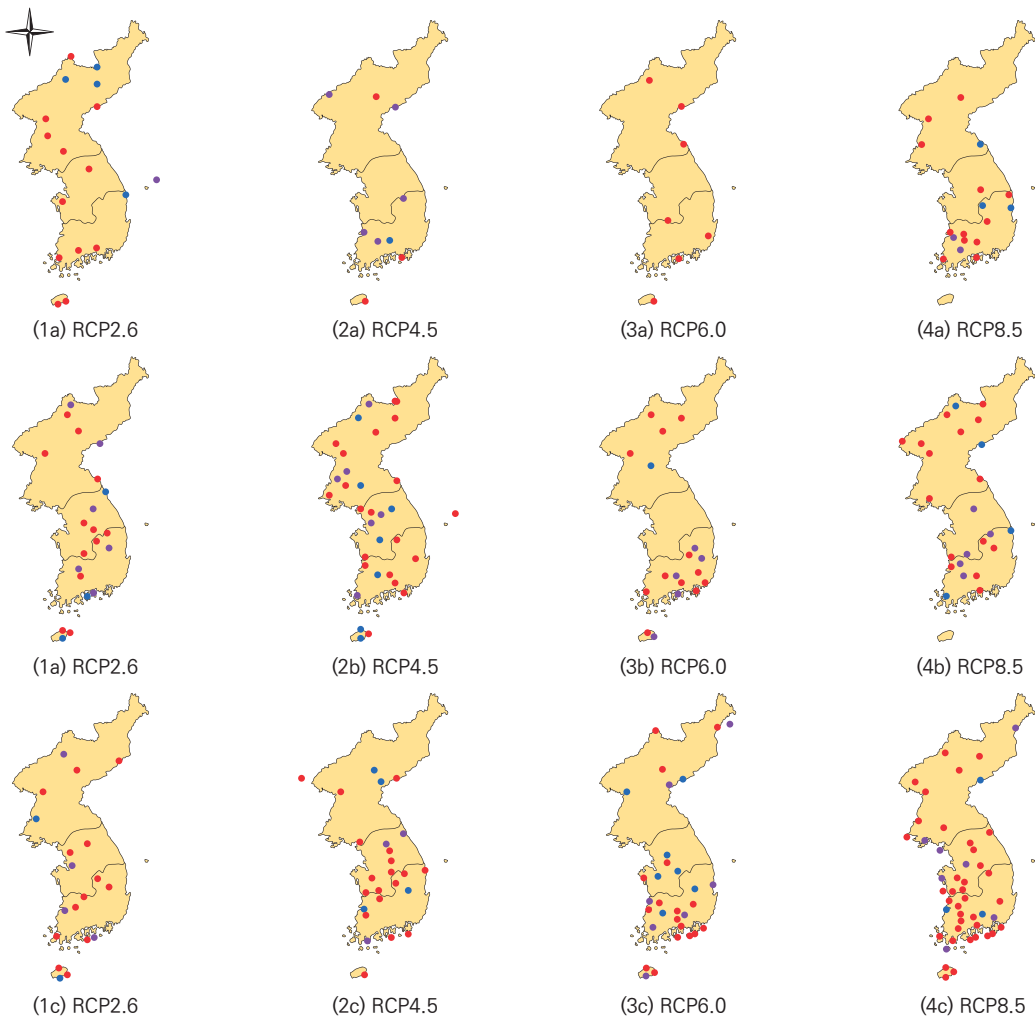 (1a) RCP2.6
(2a) RCP4.5
(3a) RCP6.0
(4a) RCP8.5
(1a) RCP2.6
(2b) RCP4.5
(3b) RCP6.0
(4b) RCP8.5
(1c) RCP2.6
(2c) RCP4.5
(3c) RCP6.0
(4c) RCP8.5